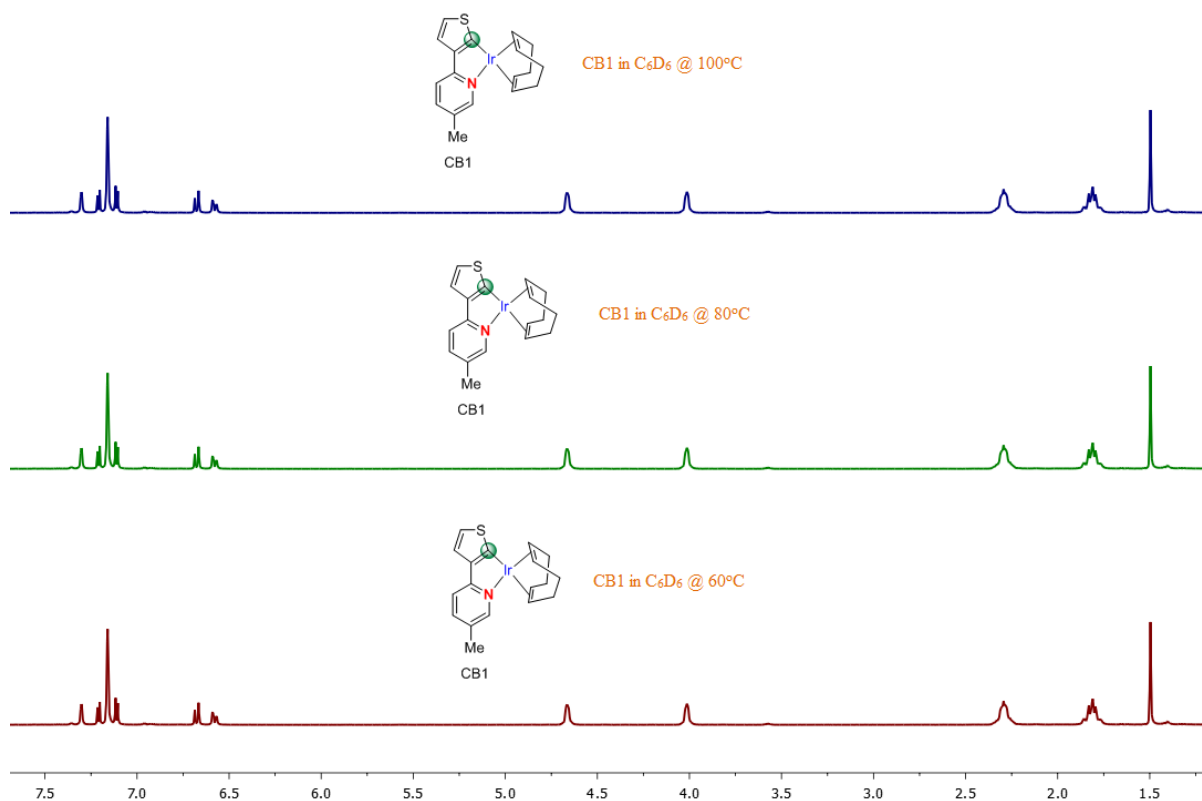 S
Ir
N
Me
CB1
CB1 in C₆D₆ @ 100°C
S
Ir
N
Me
CB1
CB1 in C₆D₆ @ 80°C
S
Ir
N
Me
CB1
CB1 in C₆D₆ @ 60°C
7.5 7.0 6.5 6.0 5.5 5.0 4.5 4.0 3.5 3.0 2.5 2.0 1.5